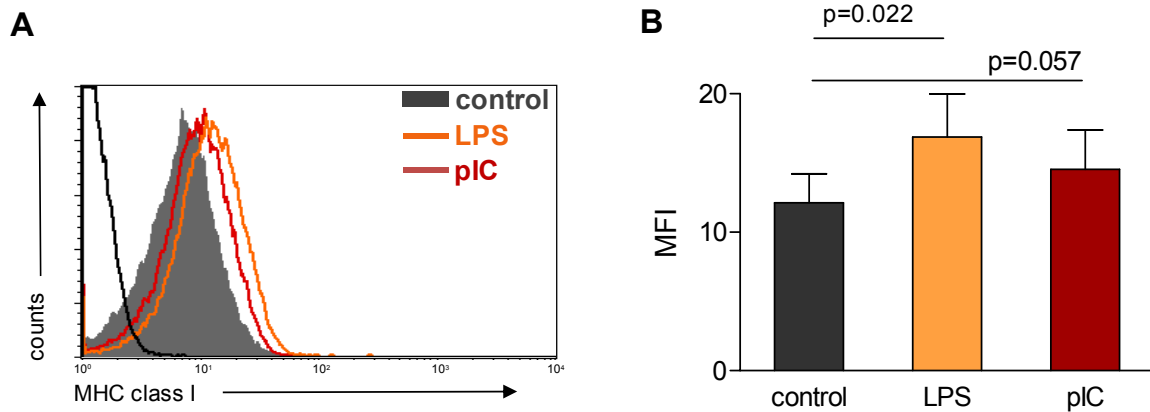 A
control
LPS
pIC
counts
10⁰ 10¹ 10² 10³ 10⁴
MHC class I
B
p=0.022
p=0.057
20
10
0
MFI
control LPS pIC